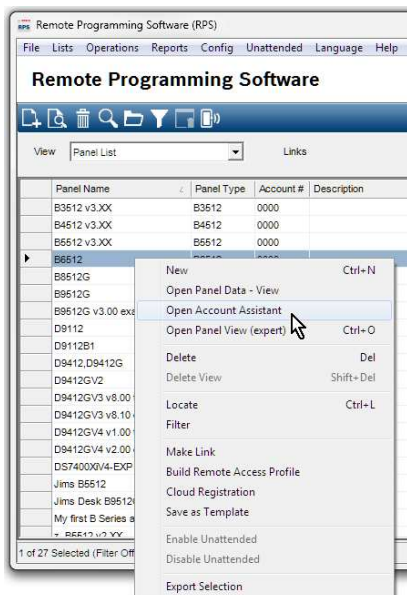 RPS Remote Programming Software (RPS)
File Lists Operations Reports Config Unattended Language Help
Remote Programming Software
View Panel List Links
Panel Name Panel Type Account # Description
B3512 v3.XX B3512 0000
B4512 v3.XX B4512 0000
B5512 v3.XX B5512 0000
B6512
B8512G
B9512G
B9512G v3.00 exa
D9112
D9112B1
D9412,D9412G
D9412GV2
D9412GV3 v8.00
D9412GV3 v8.10
D9412GV4 v1.00
D9412GV4 v2.00
DS7400XiV4-EXP
Jims B5512
Jims Desk B9512
My first B Series a
1 of 27 Selected (Filter Off
New Ctrl+N
Open Panel Data - View
Open Account Assistant
Open Panel View (expert) Ctrl+O
Delete Del
Delete View Shift+Del
Locate Ctrl+L
Filter
Make Link
Build Remote Access Profile
Cloud Registration
Save as Template
Enable Unattended
Disable Unattended
Export Selection